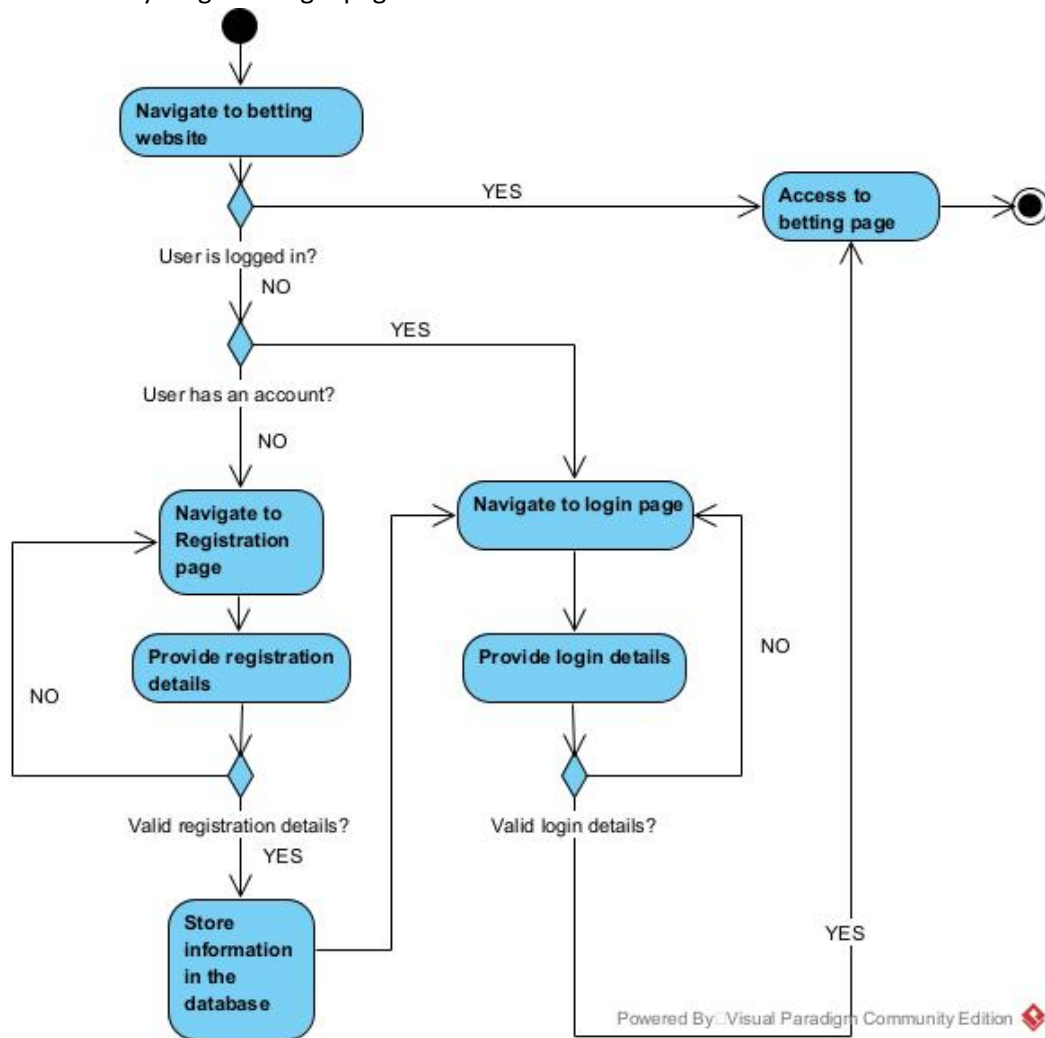 Navigate to betting
website
YES
Access to
betting page
User is logged in?
NO
YES
User has an account?
NO
Navigate to
Registration
page
Navigate to login page
Provide registration
details
Provide login details
NO
NO
Valid registration details?
Valid login details?
YES
Store
information
in the
database
YES
Powered By Visual Paradigm Community Edition